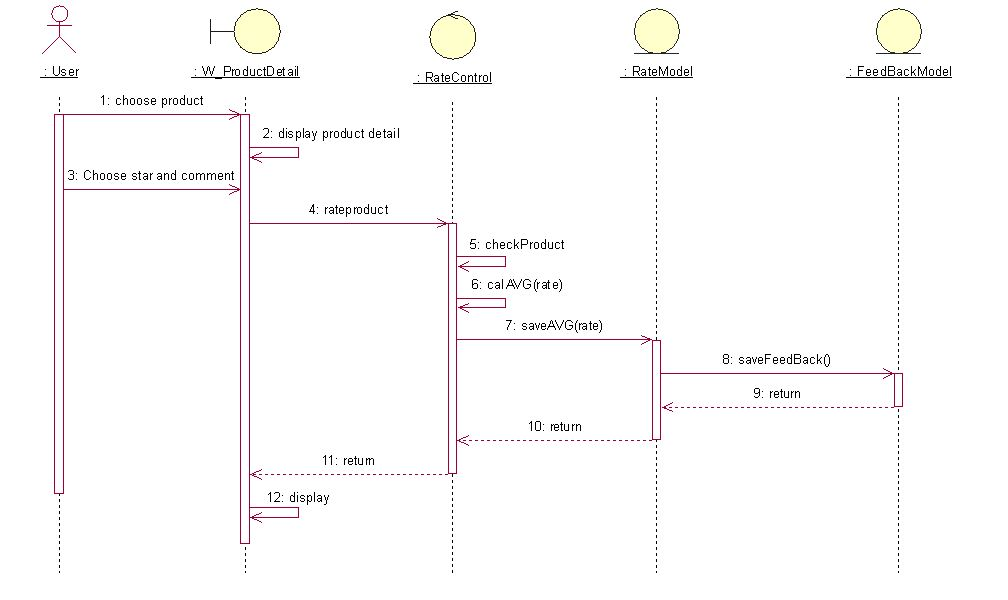 : User
: W_ProductDetail
: RateControl
: RateModel
: FeedBackModel
1: choose product
2: display product detail
3: Choose star and comment
4: rateproduct
5: checkProduct
6: calAVG(rate)
7: saveAVG(rate)
8: saveFeedBack()
9: return
10: return
11: return
12: display